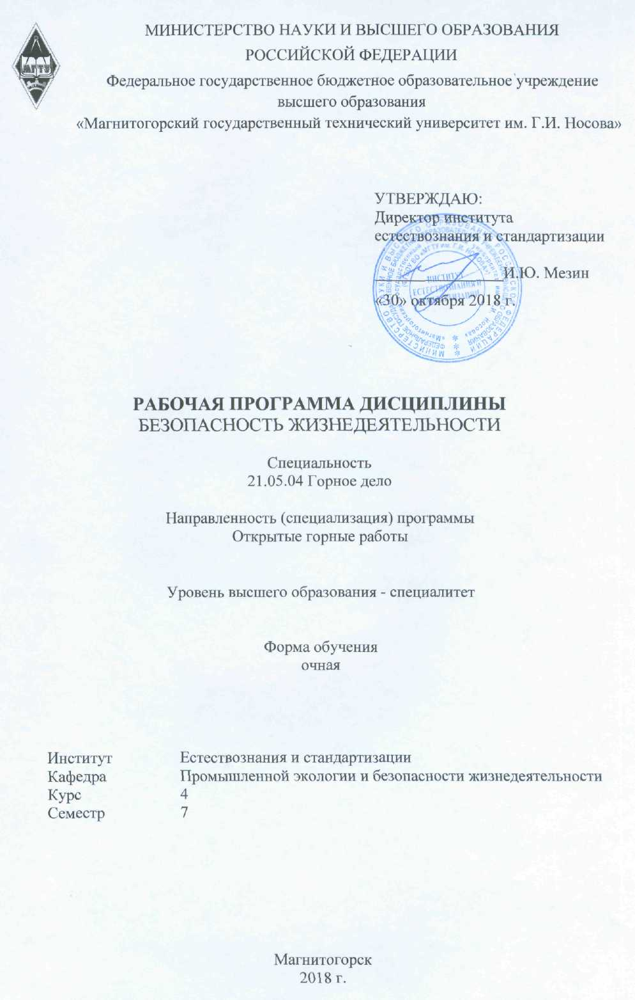 МГТУ
МИНИСТЕРСТВО НАУКИ И ВЫСШЕГО ОБРАЗОВАНИЯ
РОССИЙСКОЙ ФЕДЕРАЦИИ
Федеральное государственное бюджетное образовательное учреждение
высшего образования
«Магнитогорский государственный технический университет им. Г.И. Носова»
УТВЕРЖДАЮ:
Директор института
естествознания и стандартизации
И.Ю. Мезин
«30» октября 2018 г.
ИНСТИТУТ
ЕСТЕСТВОЗНАНИЯ И
РАБОЧАЯ ПРОГРАММА ДИСЦИПЛИНЫ
БЕЗОПАСНОСТЬ ЖИЗНЕДЕЯТЕЛЬНОСТИ
Специальность
21.05.04 Горное дело
Направленность (специализация) программы
Открытые горные работы
Уровень высшего образования - специалитет
Форма обучения
очная
Институт Естествознания и стандартизации
Кафедра Промышленной экологии и безопасности жизнедеятельности
Курс 4
Семестр 7
Магнитогорск
2018 г.